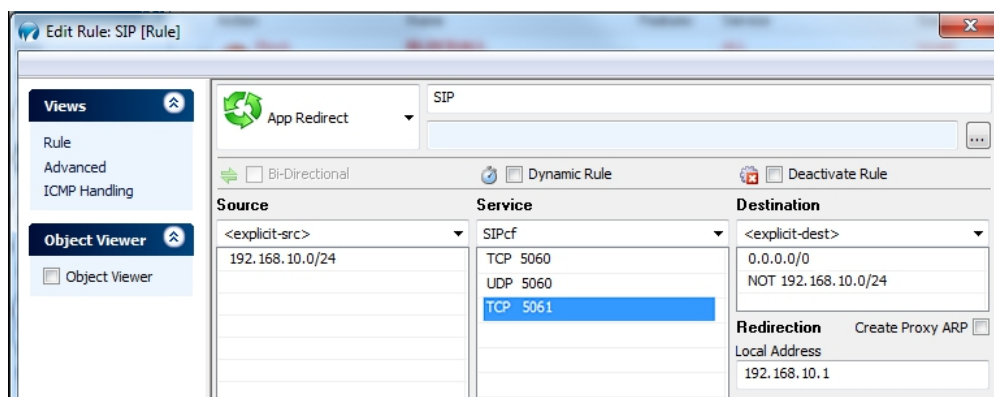 Edit Rule: SIP [Rule]
Views
Rule
Advanced
ICMP Handling
Object Viewer
Object Viewer
App Redirect
SIP
...
Bi-Directional
Dynamic Rule
Deactivate Rule
Source
Service
Destination
<explicit-src>
SIPcf
<explicit-dest>
192.168.10.0/24
TCP 5060
0.0.0.0/0
UDP 5060
NOT 192.168.10.0/24
TCP 5061
Redirection
Create Proxy ARP
Local Address
192.168.10.1